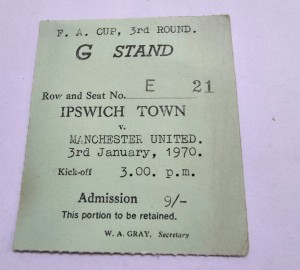 F. A. CUP, 3rd ROUND.
G STAND
Row and Seat No. E 21
IPSWICH TOWN
v.
MANCHESTER UNITED.
3rd January, 1970.
Kick-off 3.00. p.m.
Admission 9/-
This portion to be retained.
W. A. GRAY, Secretary